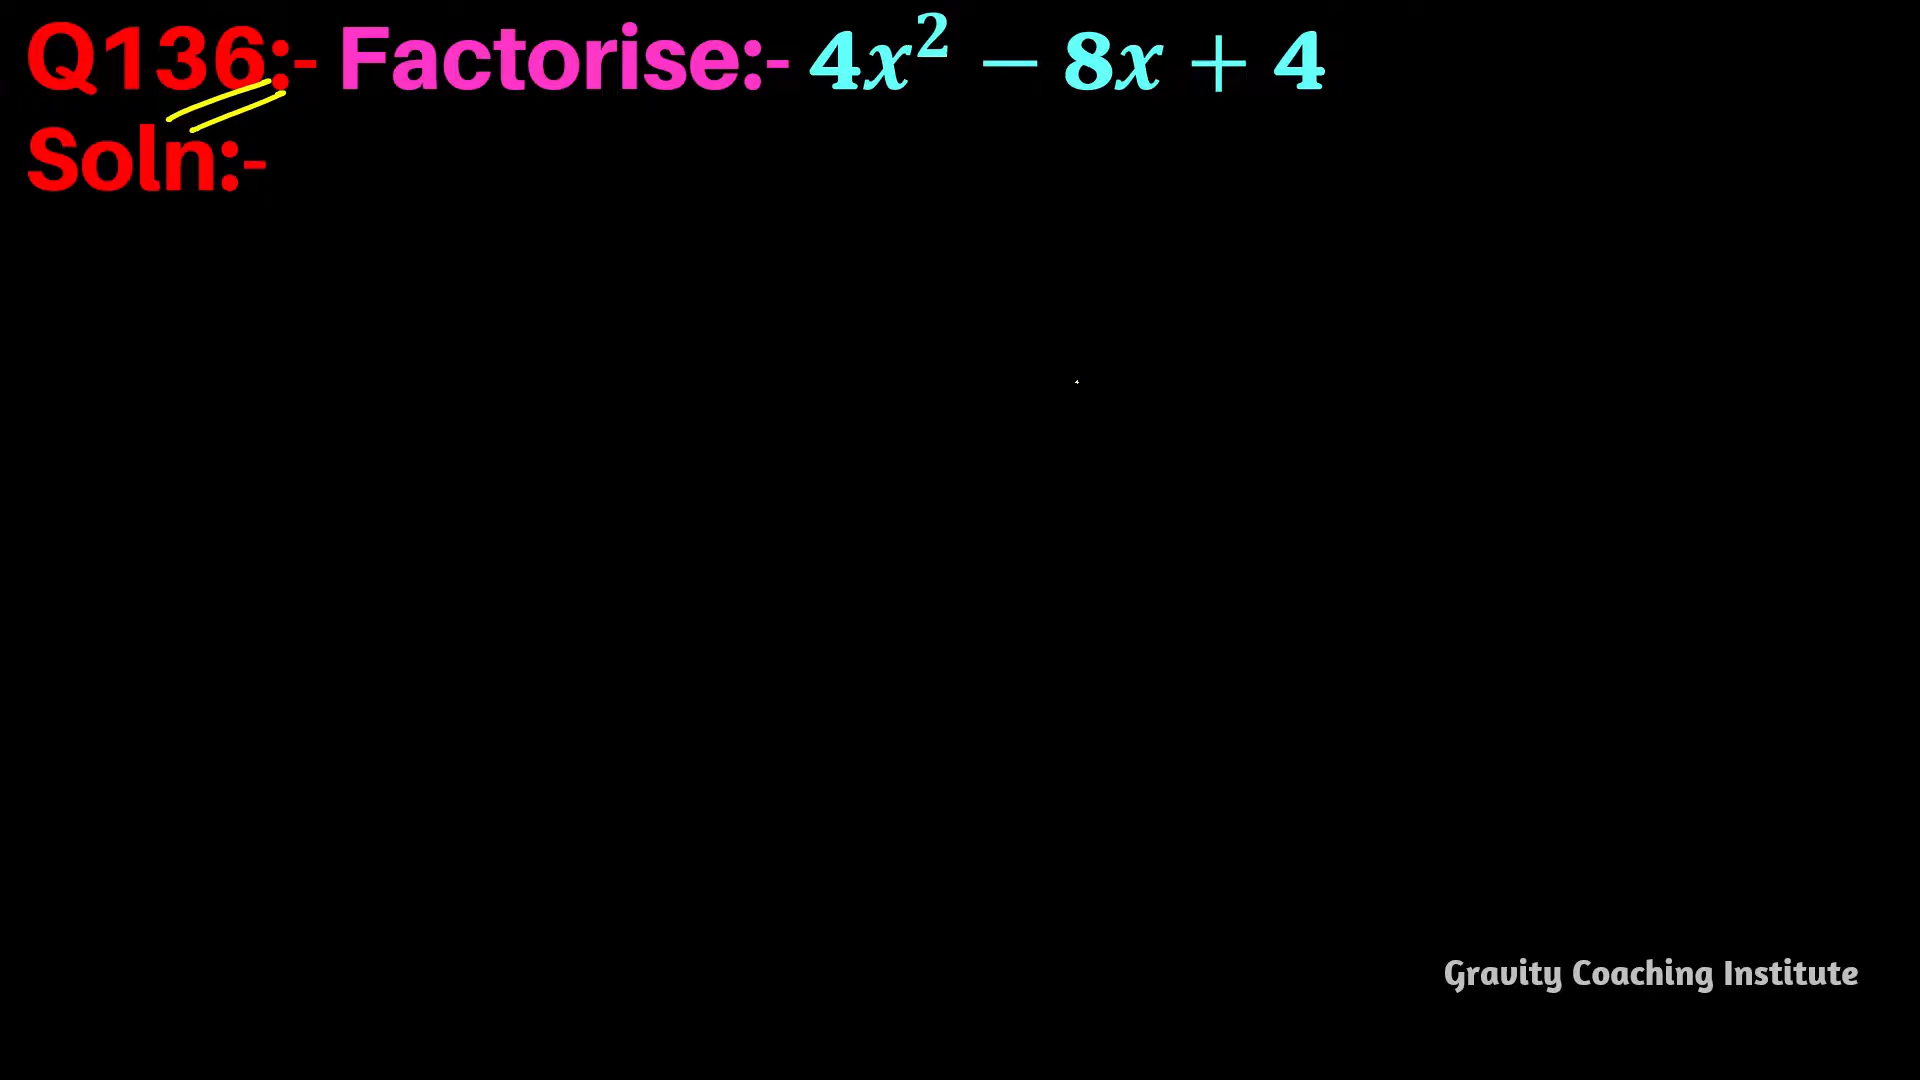 Q136:- Factorise:- 4x² − 8x + 4
Soln:-
Gravity Coaching Institute